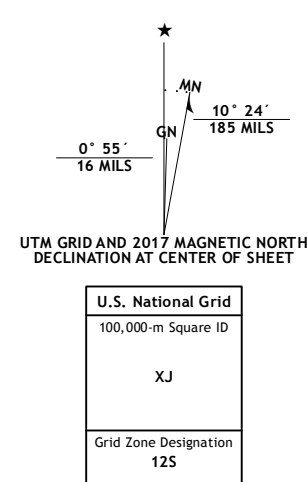 ★
MN
GN
10° 24´
185 MILS
0° 55´
16 MILS
UTM GRID AND 2017 MAGNETIC NORTH
DECLINATION AT CENTER OF SHEET
U.S. National Grid
100,000-m Square ID
XJ
Grid Zone Designation
12S